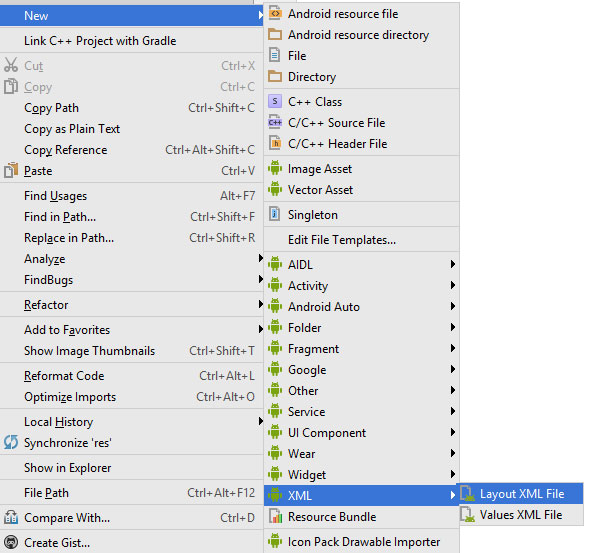 New
Link C++ Project with Gradle
Cut Ctrl+X
Copy Ctrl+C
Copy Path Ctrl+Shift+C
Copy as Plain Text
Copy Reference Ctrl+Alt+Shift+C
Paste Ctrl+V
Find Usages Alt+F7
Find in Path... Ctrl+Shift+F
Replace in Path... Ctrl+Shift+R
Analyze
FindBugs
Refactor
Add to Favorites
Show Image Thumbnails Ctrl+Shift+T
Reformat Code Ctrl+Alt+L
Optimize Imports Ctrl+Alt+O
Local History
Synchronize 'res'
Show in Explorer
File Path Ctrl+Alt+F12
Compare With... Ctrl+D
Create Gist...
Android resource file
Android resource directory
File
Directory
S C++ Class
C++ C/C++ Source File
h C/C++ Header File
Image Asset
Vector Asset
Singleton
Edit File Templates...
AIDL
Activity
Android Auto
Folder
Fragment
Google
Other
Service
UI Component
Wear
Widget
XML
Resource Bundle
Icon Pack Drawable Importer
Layout XML File
Values XML File